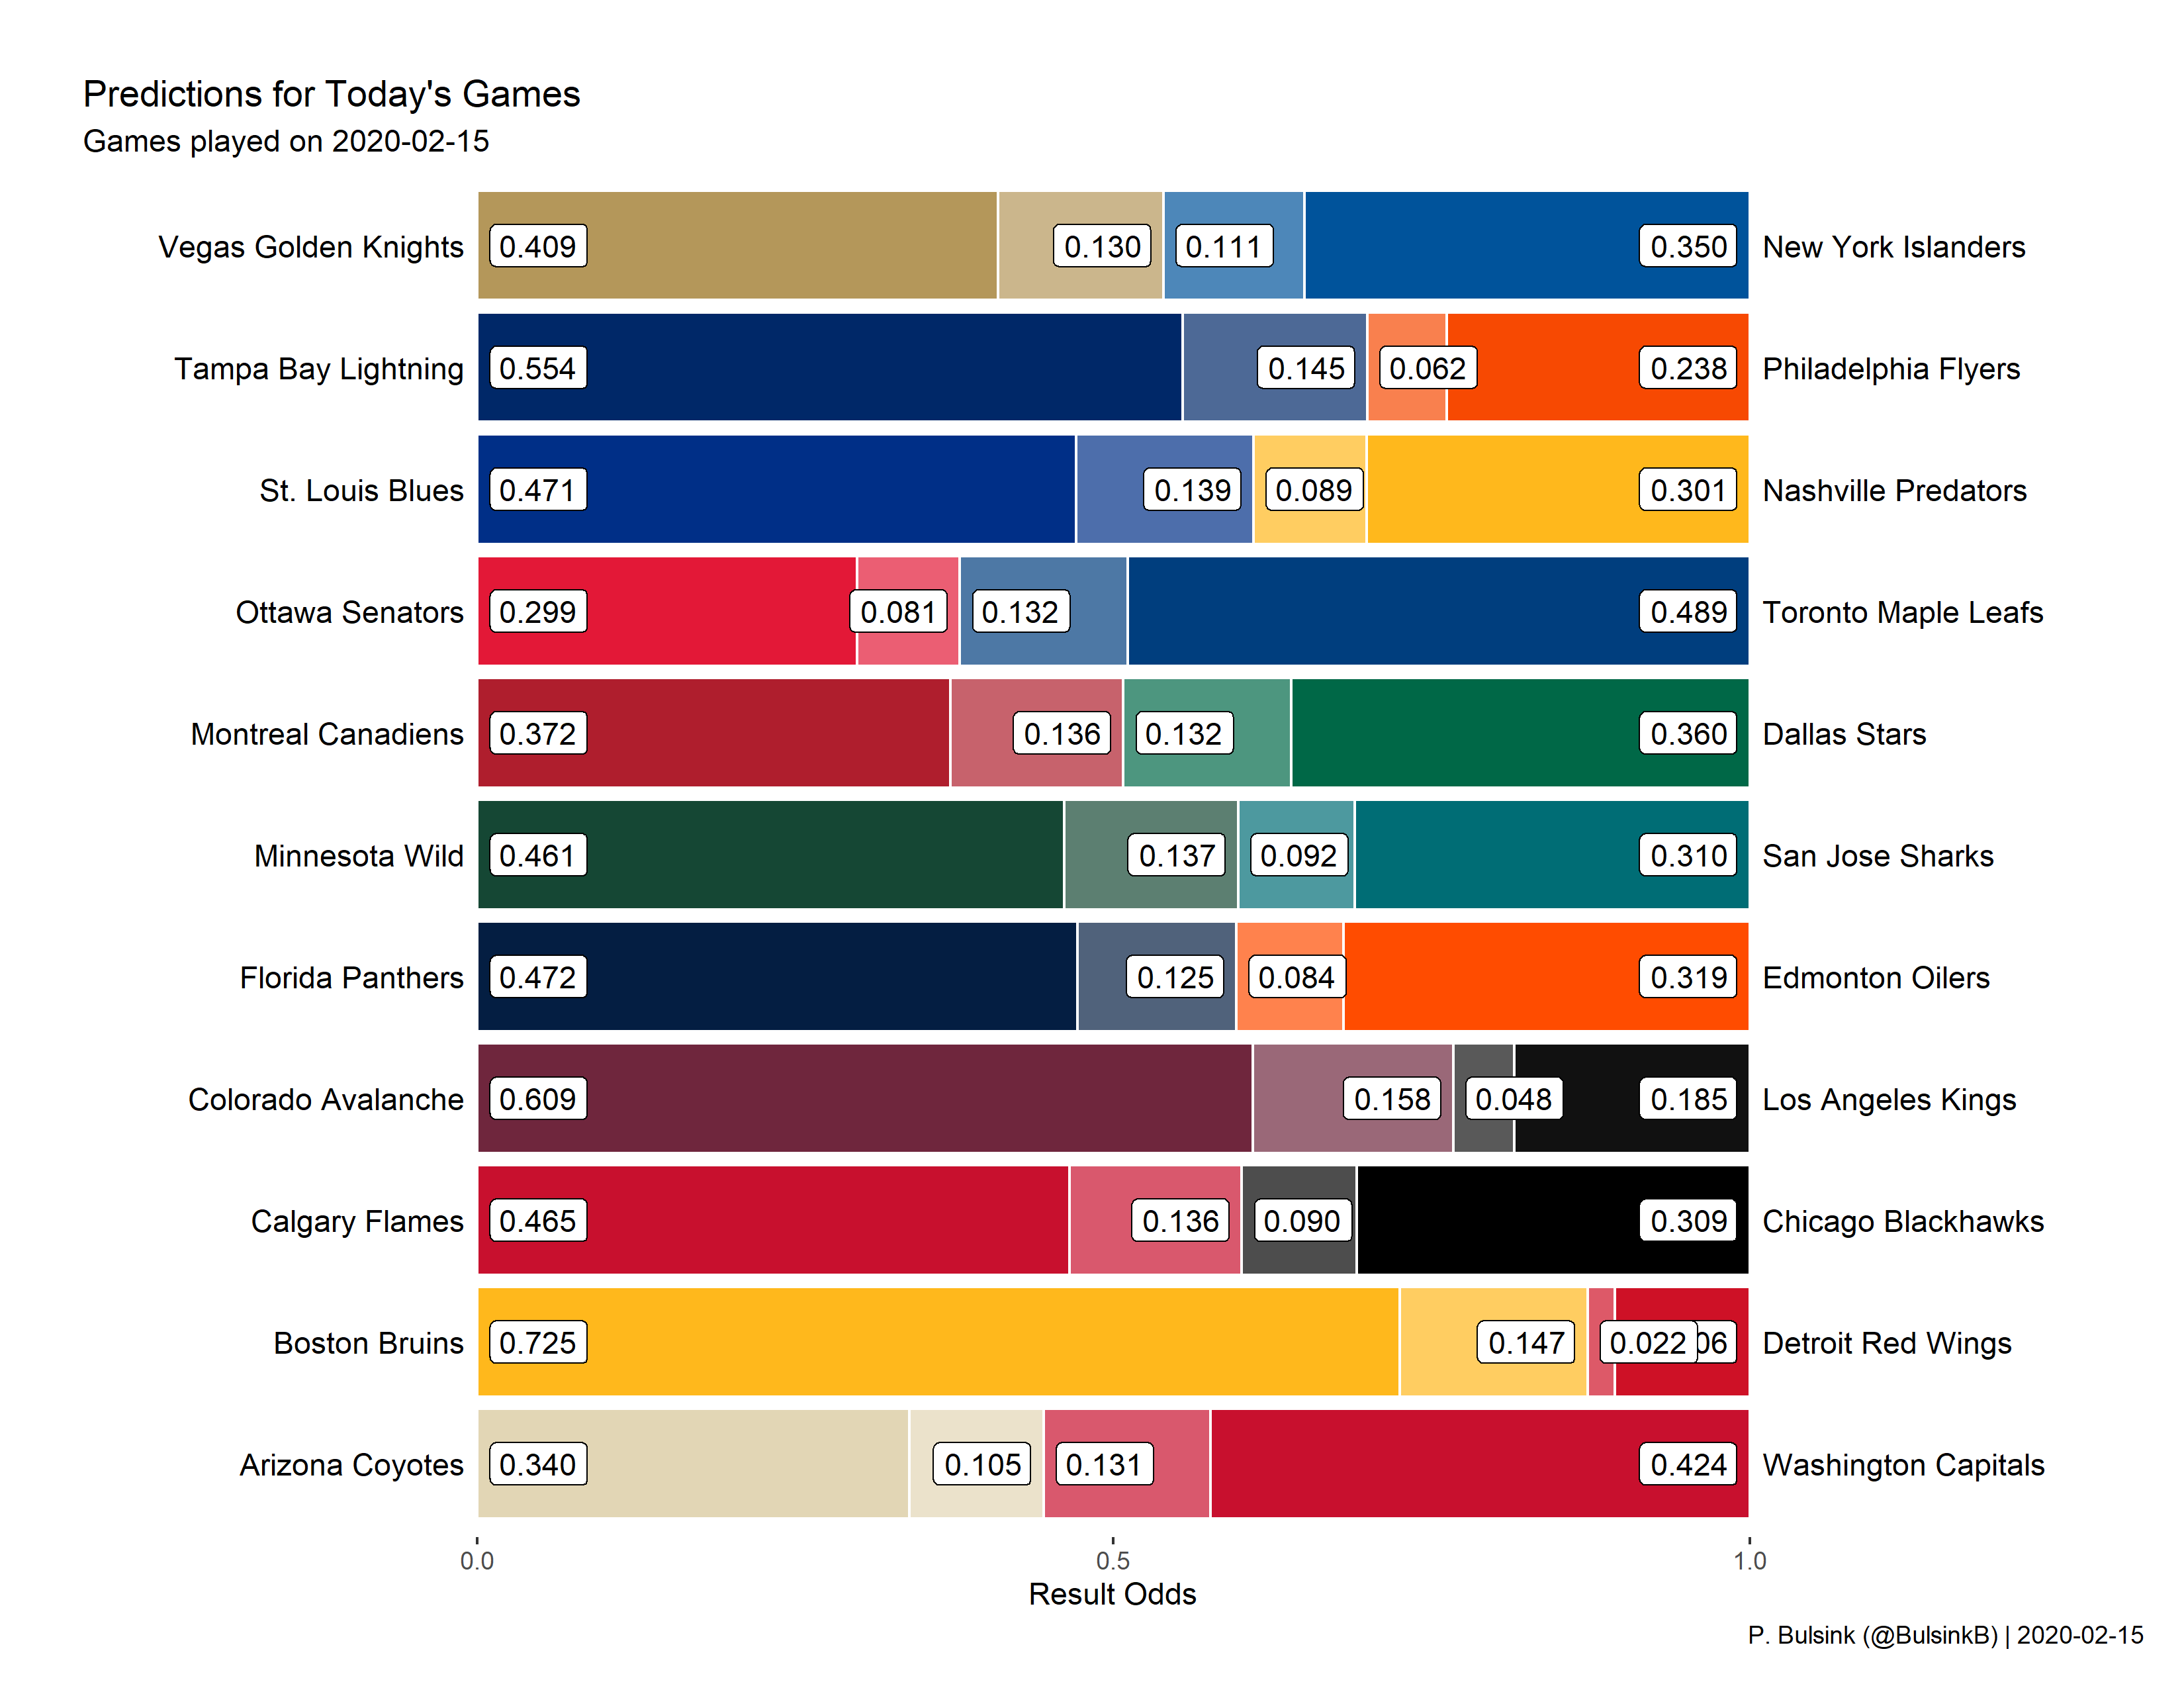 Predictions for Today's Games
Games played on 2020-02-15
Vegas Golden Knights 0.409 0.130 0.111 0.350 New York Islanders
Tampa Bay Lightning 0.554 0.145 0.062 0.238 Philadelphia Flyers
St. Louis Blues 0.471 0.139 0.089 0.301 Nashville Predators
Ottawa Senators 0.299 0.081 0.132 0.489 Toronto Maple Leafs
Montreal Canadiens 0.372 0.136 0.132 0.360 Dallas Stars
Minnesota Wild 0.461 0.137 0.092 0.310 San Jose Sharks
Florida Panthers 0.472 0.125 0.084 0.319 Edmonton Oilers
Colorado Avalanche 0.609 0.158 0.048 0.185 Los Angeles Kings
Calgary Flames 0.465 0.136 0.090 0.309 Chicago Blackhawks
Boston Bruins 0.725 0.147 0.022 Detroit Red Wings
Arizona Coyotes 0.340 0.105 0.131 0.424 Washington Capitals
0.0 0.5 1.0
Result Odds
P. Bulsink (@BulsinkB) | 2020-02-15